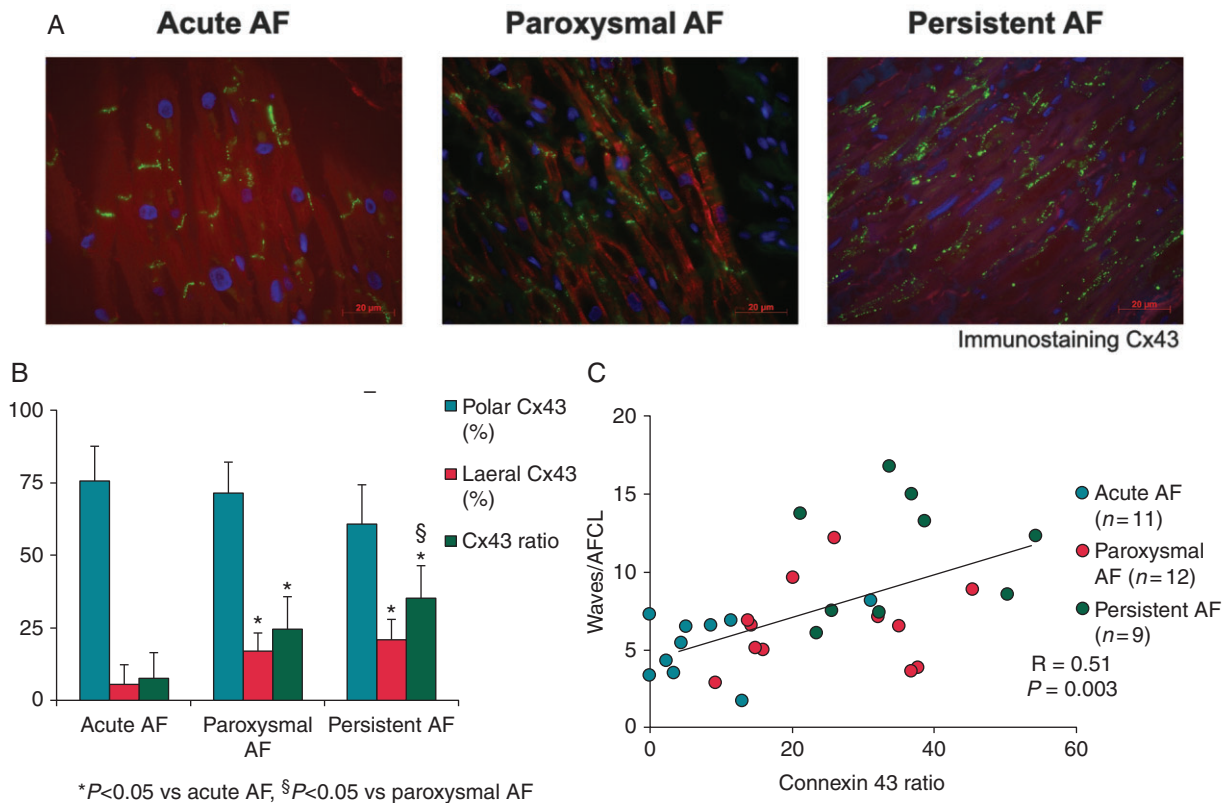 A
Acute AF
Paroxysmal AF
Persistent AF
20 µm
20 µm
20 µm
Immunostaining Cx43
B
100
75
50
25
0
Acute AF
Paroxysmal
AF
Persistent AF
*
*
*
§
*
–
Polar Cx43
(%)
Laeral Cx43
(%)
Cx43 ratio
*P<0.05 vs acute AF, §P<0.05 vs paroxysmal AF
C
Waves/AFCL
20
15
10
5
0
0
20
40
60
Connexin 43 ratio
Acute AF
(n=11)
Paroxysmal
AF (n=12)
Persistent AF
(n=9)
R = 0.51
P = 0.003